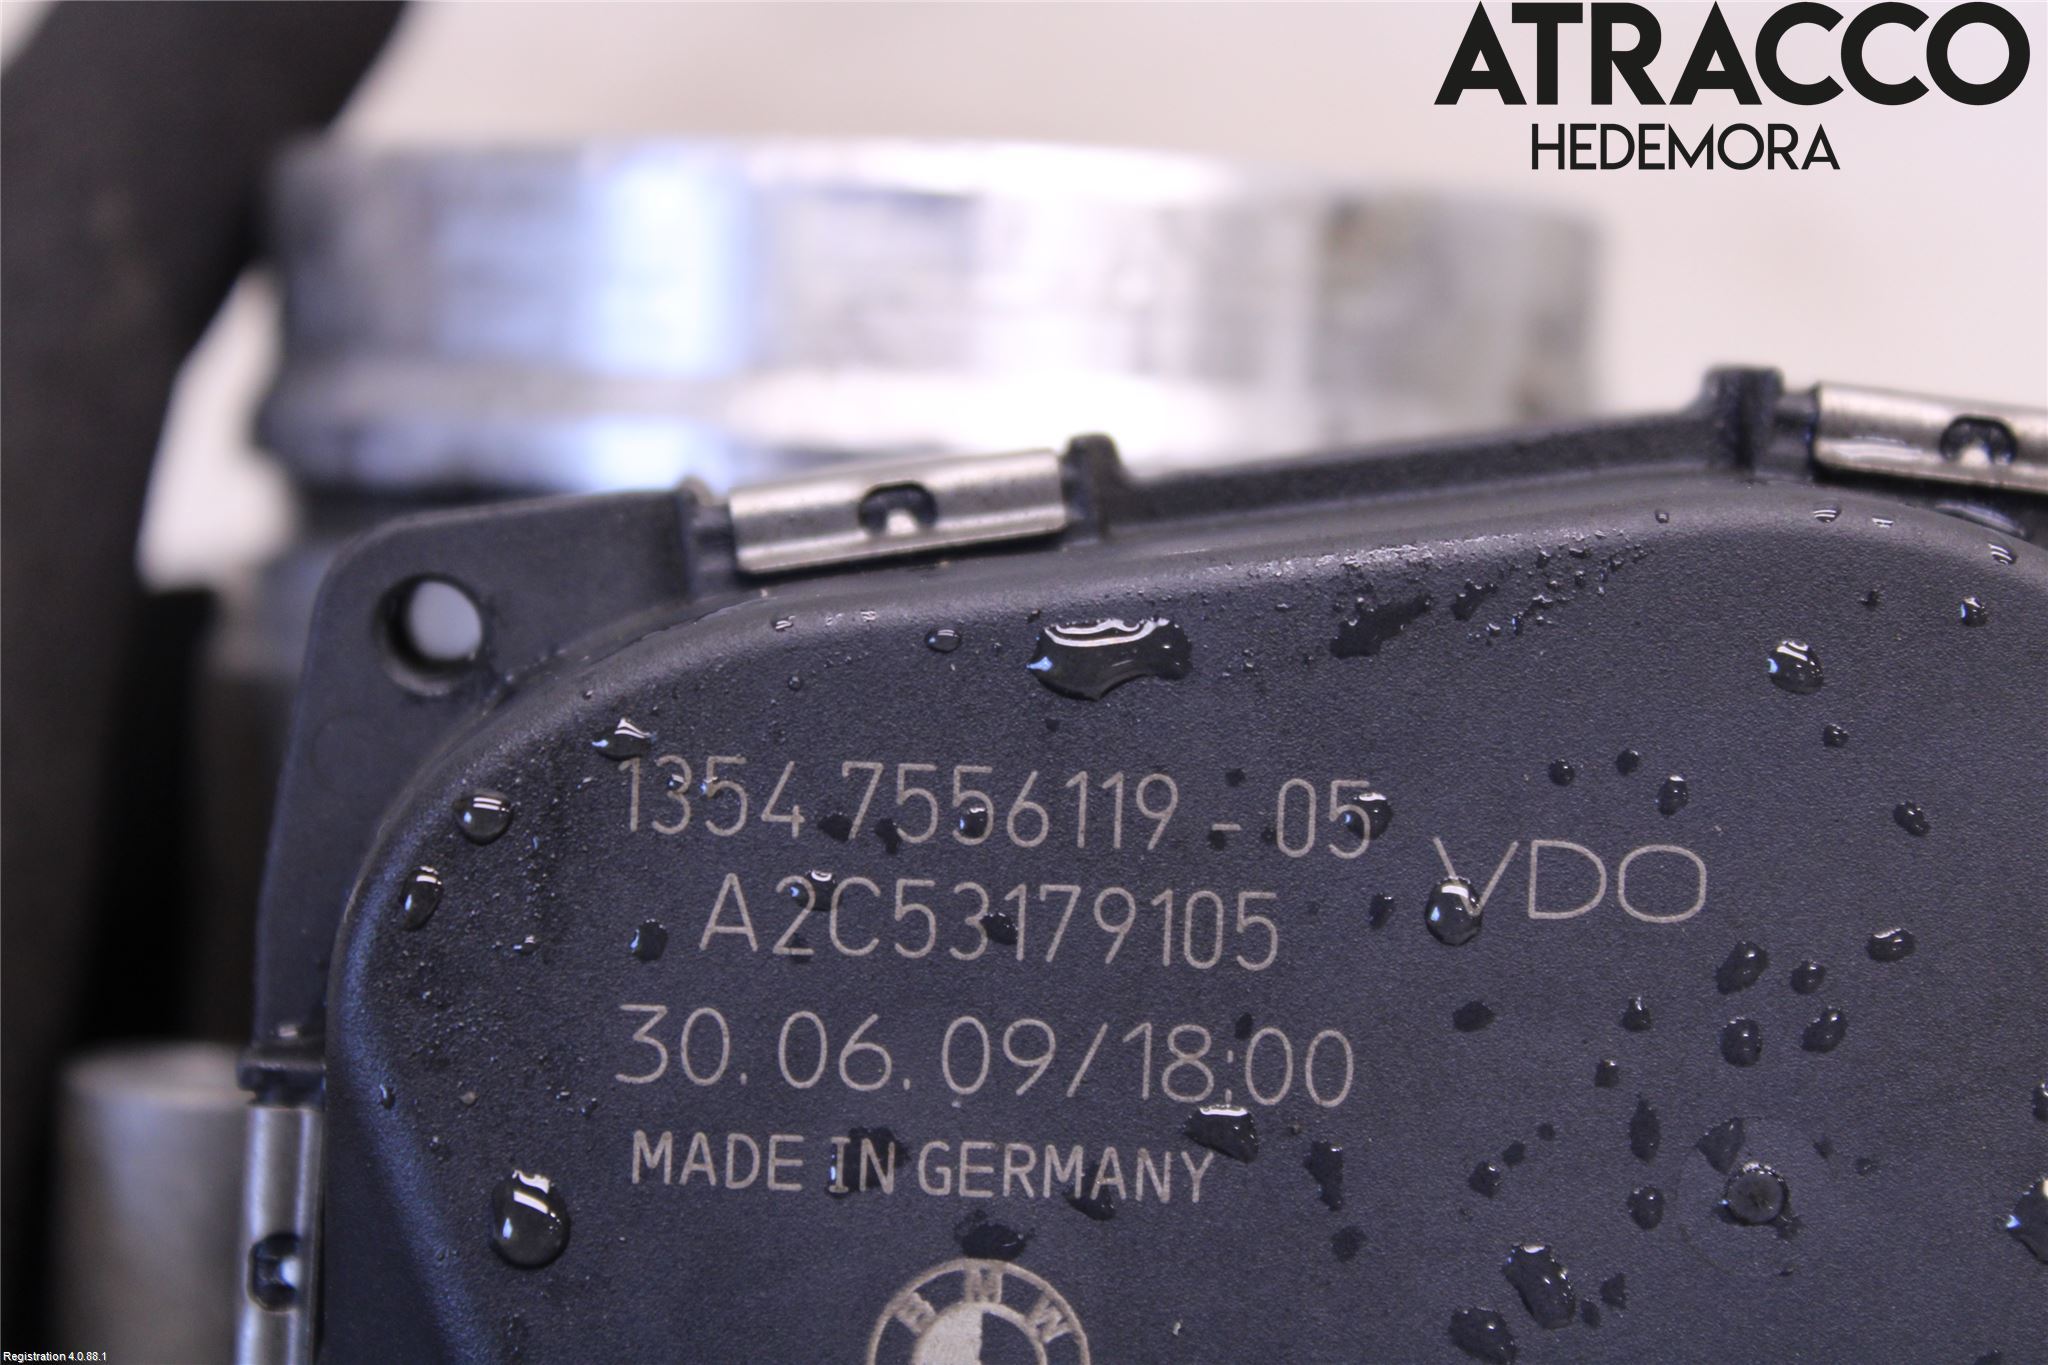 ATRACCO
HEDEMORA
1354 7556119 - 05
VDO
A2C53179105
30.06.09/18:00
MADE IN GERMANY
BMW
Registration 4.0.88.1